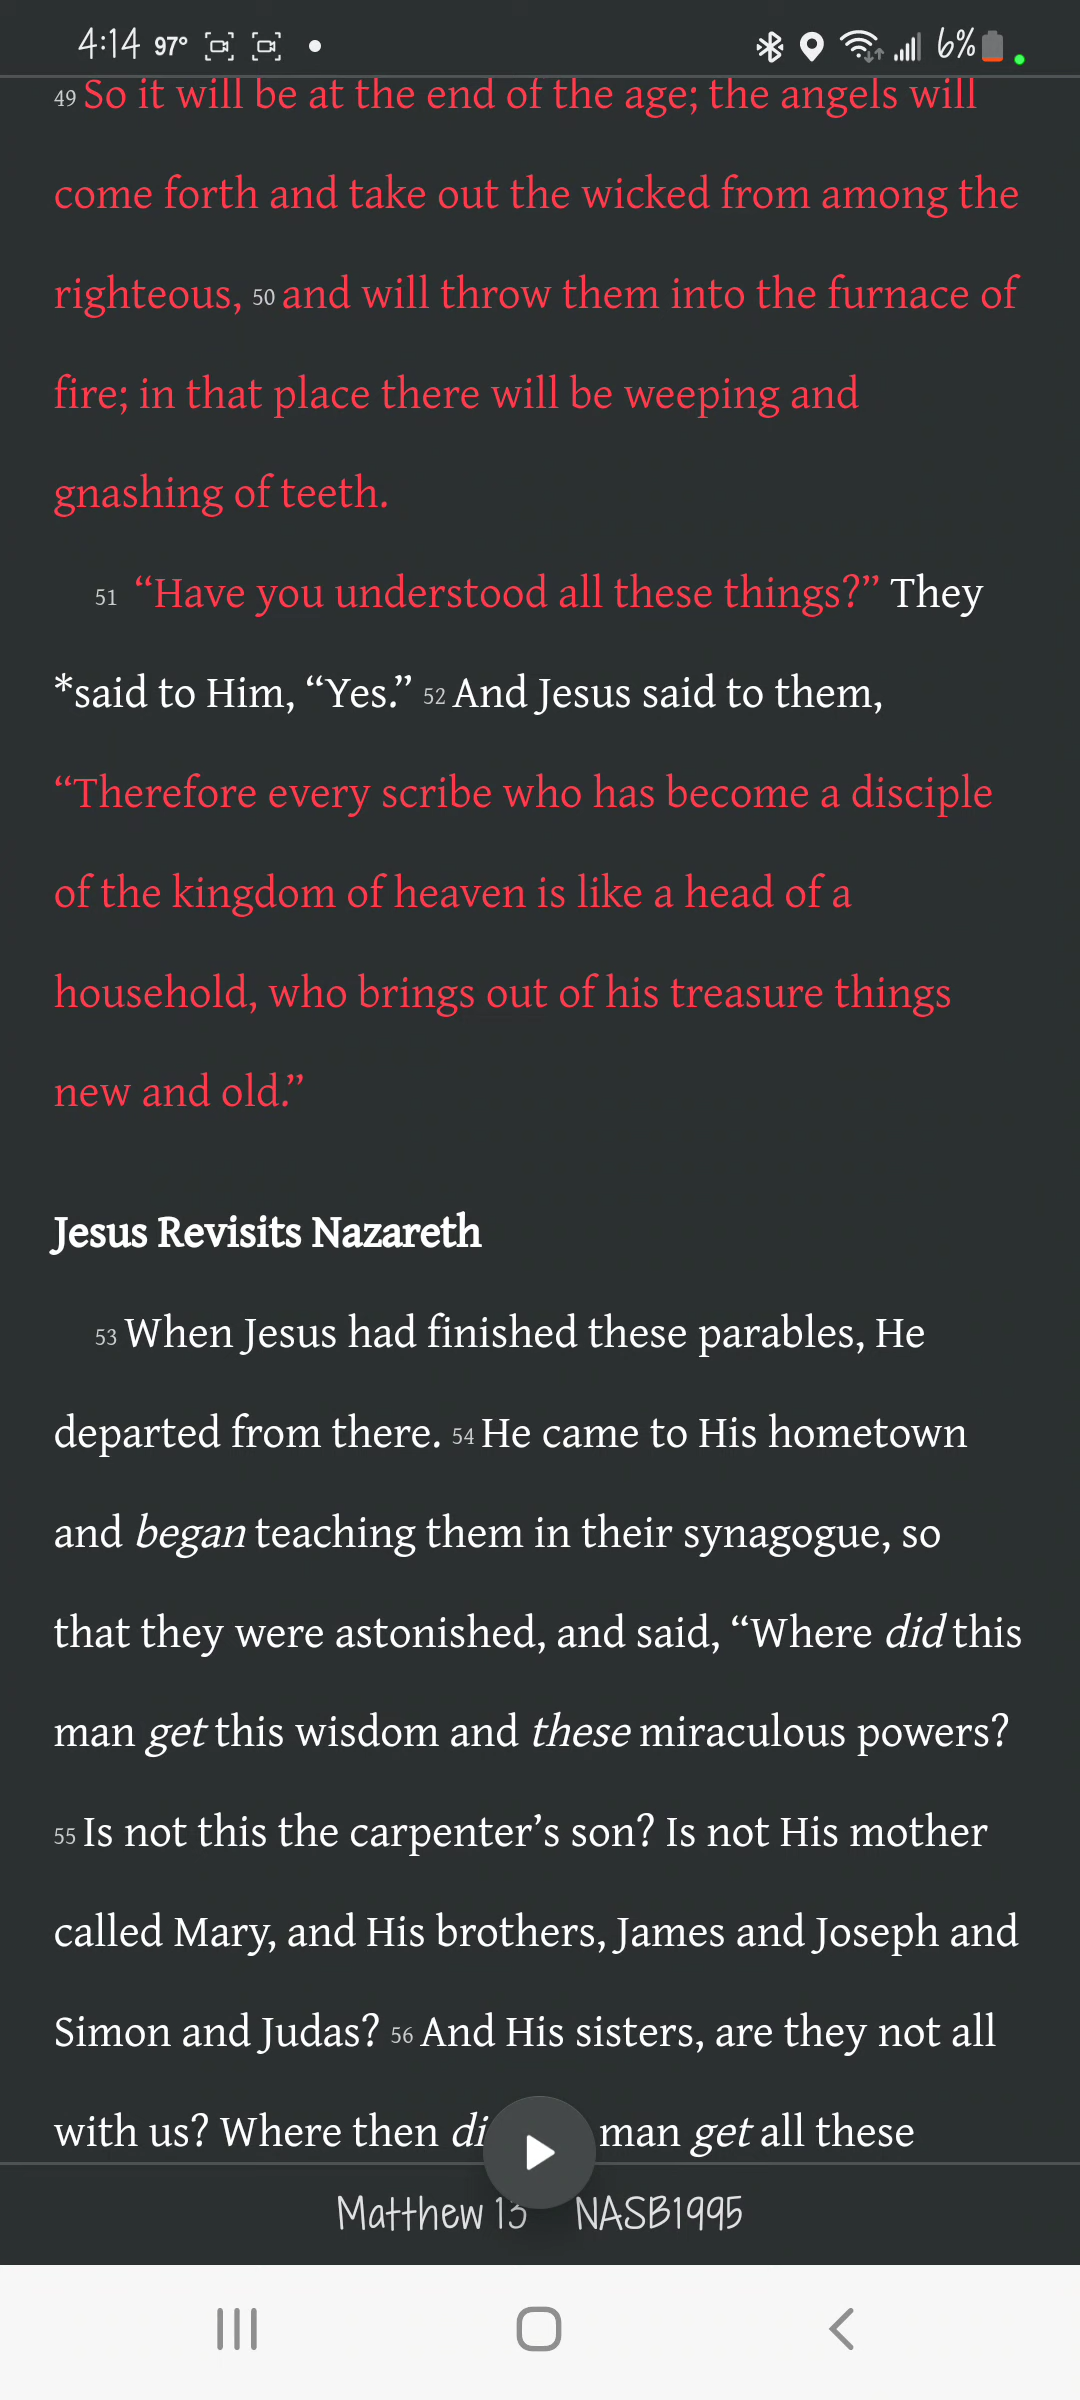 4:14 97° 6%
49 So it will be at the end of the age; the angels will
come forth and take out the wicked from among the
righteous, 50 and will throw them into the furnace of
fire; in that place there will be weeping and
gnashing of teeth.
51 “Have you understood all these things?” They
*said to Him, “Yes.” 52 And Jesus said to them,
“Therefore every scribe who has become a disciple
of the kingdom of heaven is like a head of a
household, who brings out of his treasure things
new and old.”
Jesus Revisits Nazareth
53 When Jesus had finished these parables, He
departed from there. 54 He came to His hometown
and began teaching them in their synagogue, so
that they were astonished, and said, “Where did this
man get this wisdom and these miraculous powers?
55 Is not this the carpenter’s son? Is not His mother
called Mary, and His brothers, James and Joseph and
Simon and Judas? 56 And His sisters, are they not all
with us? Where then di man get all these
Matthew 13 NASB1995